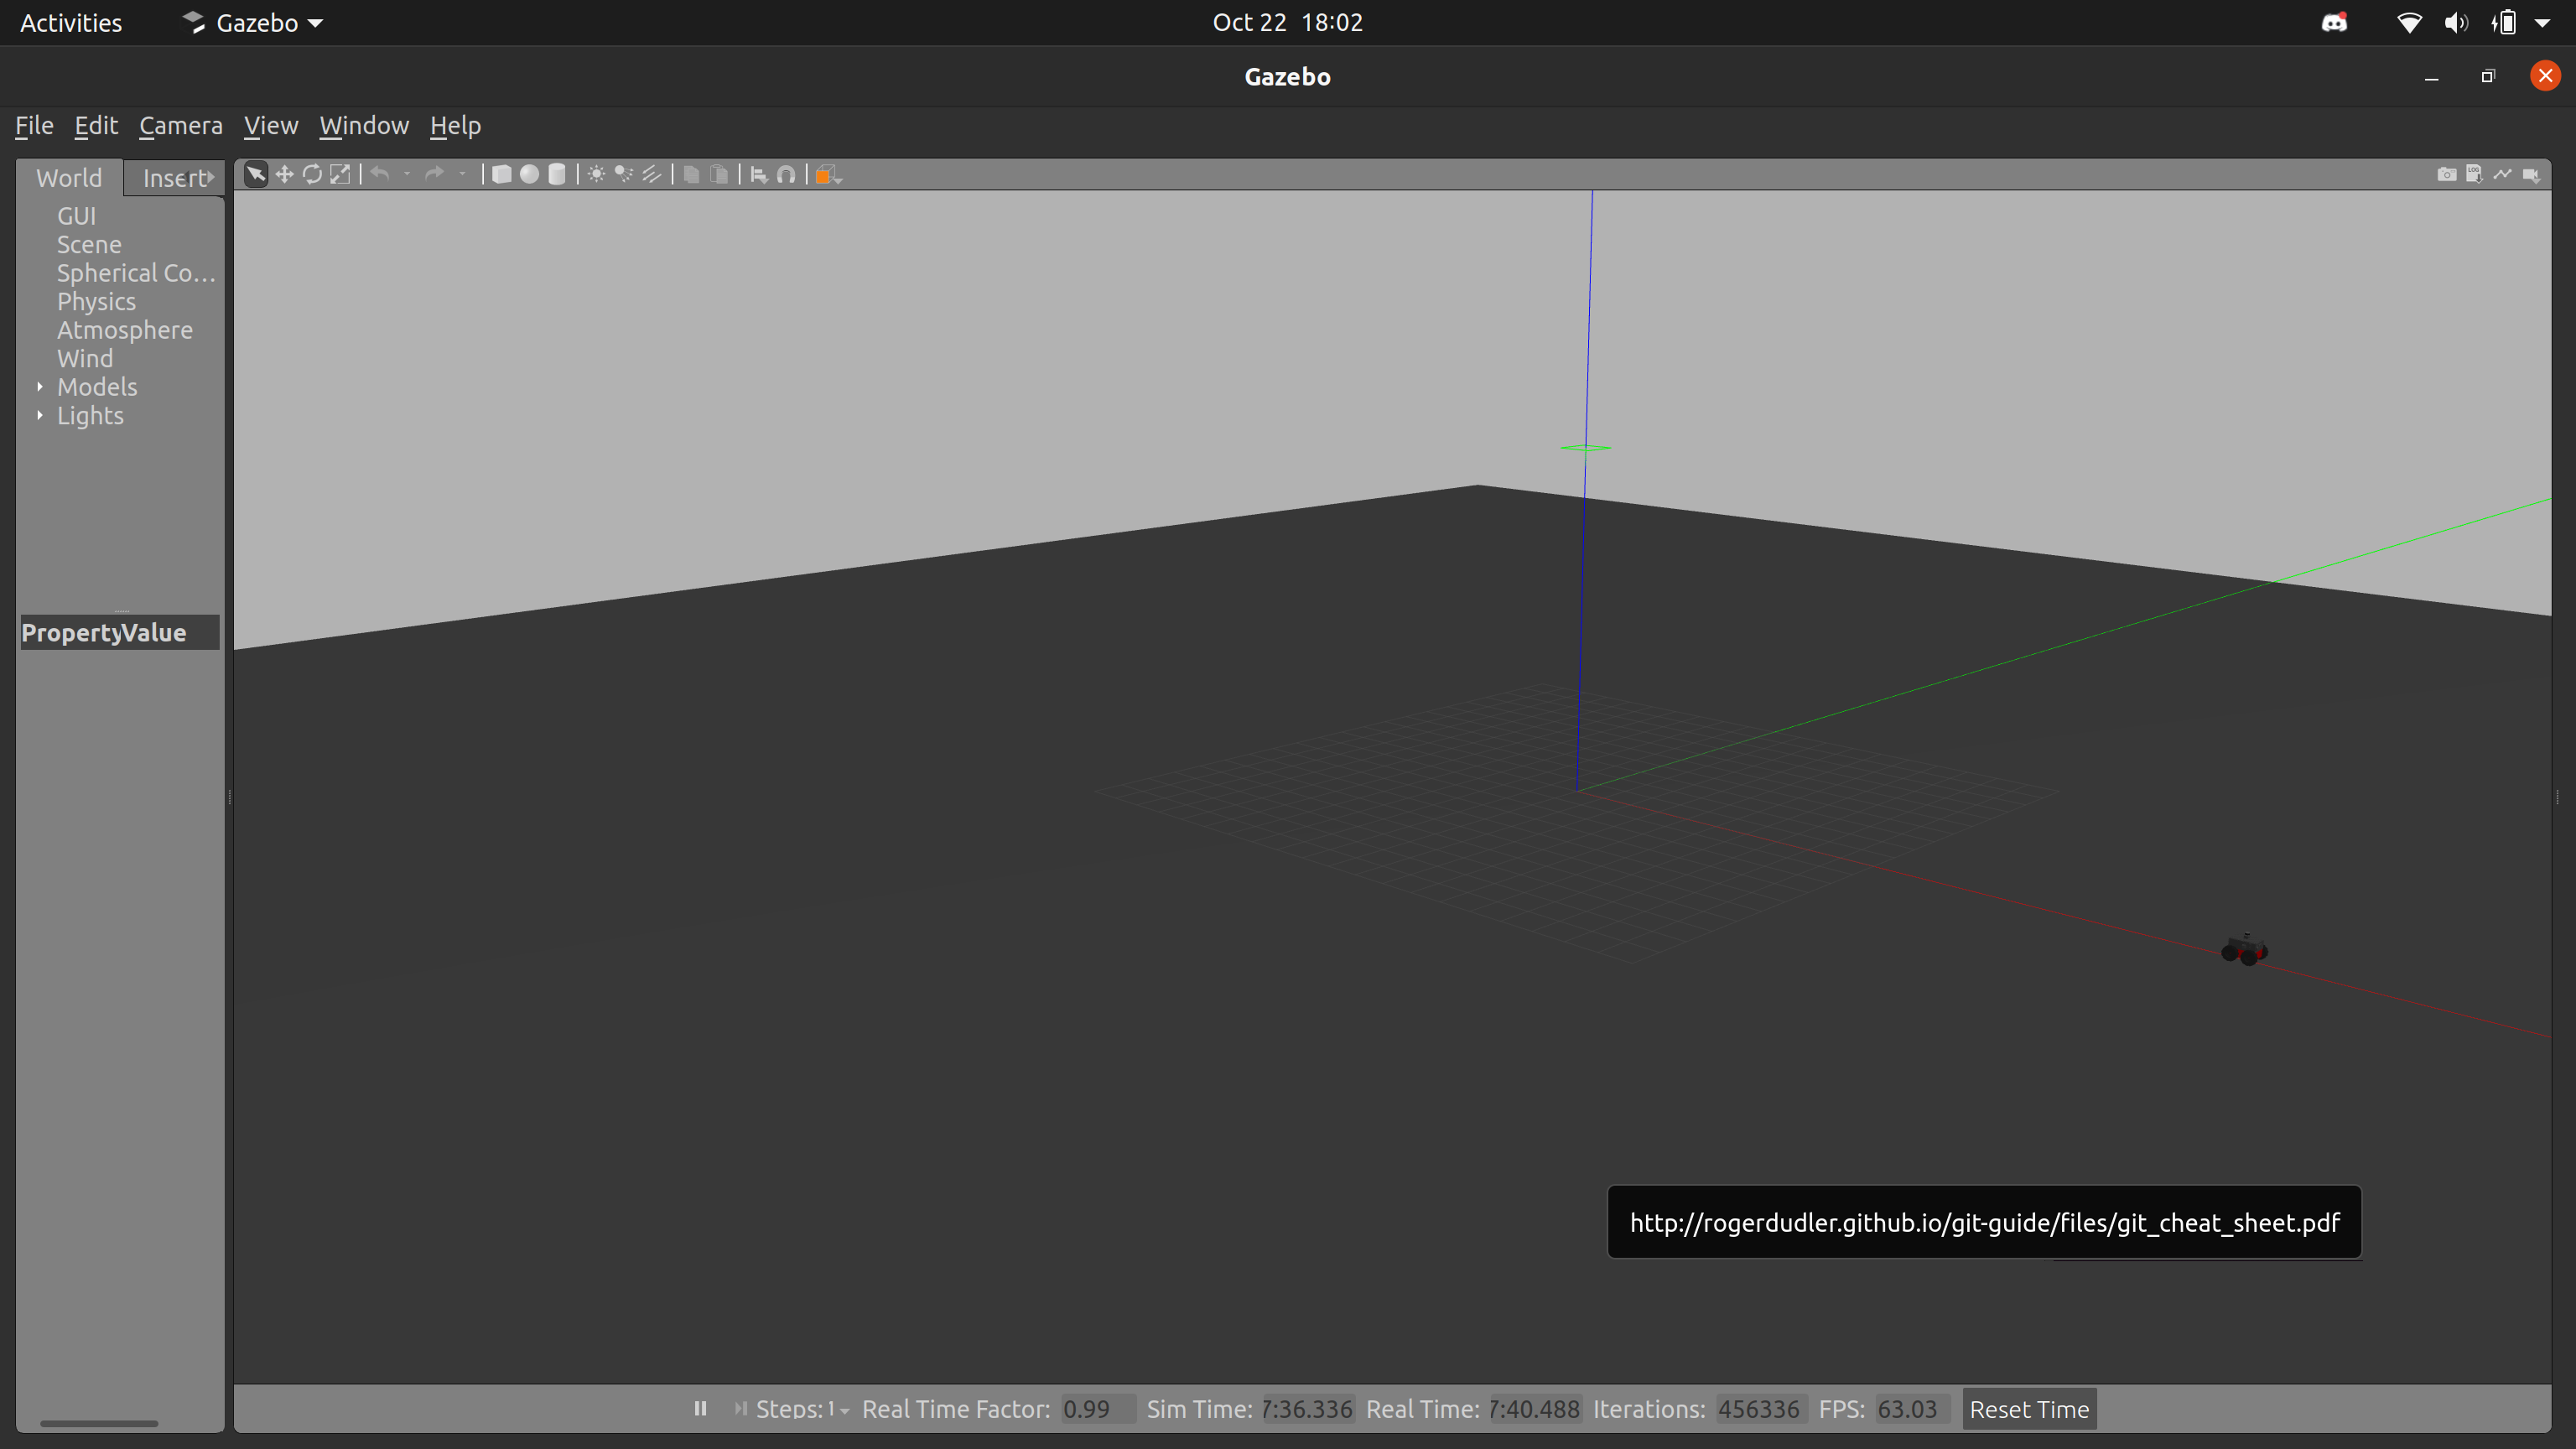 Activities Gazebo Oct 22 18:02
Gazebo
File Edit Camera View Window Help
World Insert
GUI
Scene
Spherical Co...
Physics
Atmosphere
Wind
Models
Lights
Property Value
http://rogerdudler.github.io/git-guide/files/git_cheat_sheet.pdf
Steps: 1 Real Time Factor: 0.99 Sim Time: 7:36.336 Real Time: 7:40.488 Iterations: 456336 FPS: 63.03 Reset Time